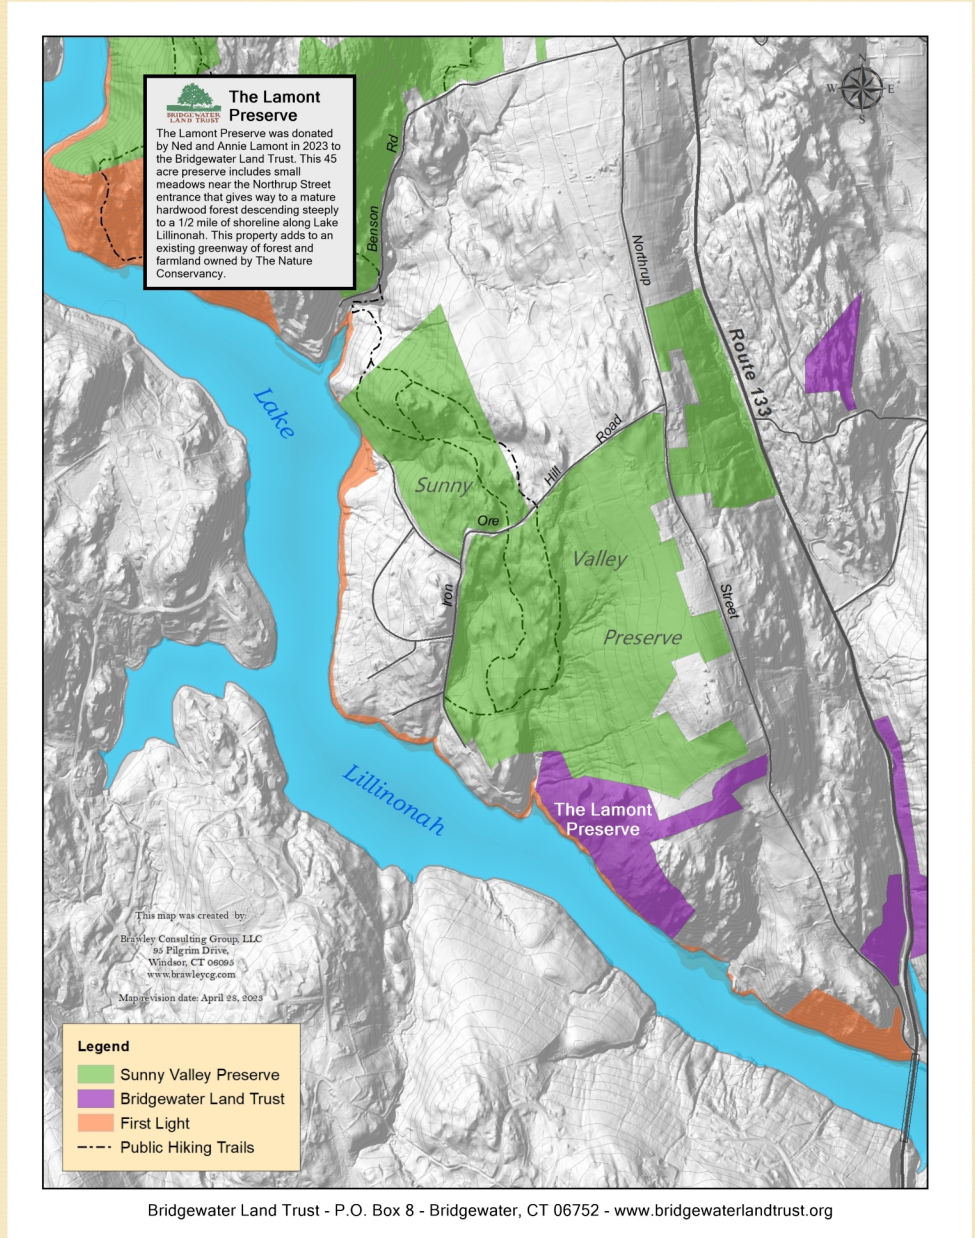 The Lamont
Preserve
BRIDGEWATER
LAND TRUST
The Lamont Preserve was donated
by Ned and Annie Lamont in 2023 to
the Bridgewater Land Trust. This 45
acre preserve includes small
meadows near the Northrup Street
entrance that gives way to a mature
hardwood forest descending steeply
to a 1/2 mile of shoreline along Lake
Lillinonah. This property adds to an
existing greenway of forest and
farmland owned by The Nature
Conservancy.
N
W
E
S
Benson Rd
Northrup
Route 133
Lake
Iron Ore Hill Road
Sunny
Valley
Preserve
Street
Lillinonah
The Lamont
Preserve
This map was created by:
Brawley Consulting Group, LLC
95 Pilgrim Drive,
Windsor, CT 06095
www.brawleycg.com
Map revision date: April 28, 2023
Legend
Sunny Valley Preserve
Bridgewater Land Trust
First Light
Public Hiking Trails
Bridgewater Land Trust - P.O. Box 8 - Bridgewater, CT 06752 - www.bridgewaterlandtrust.org